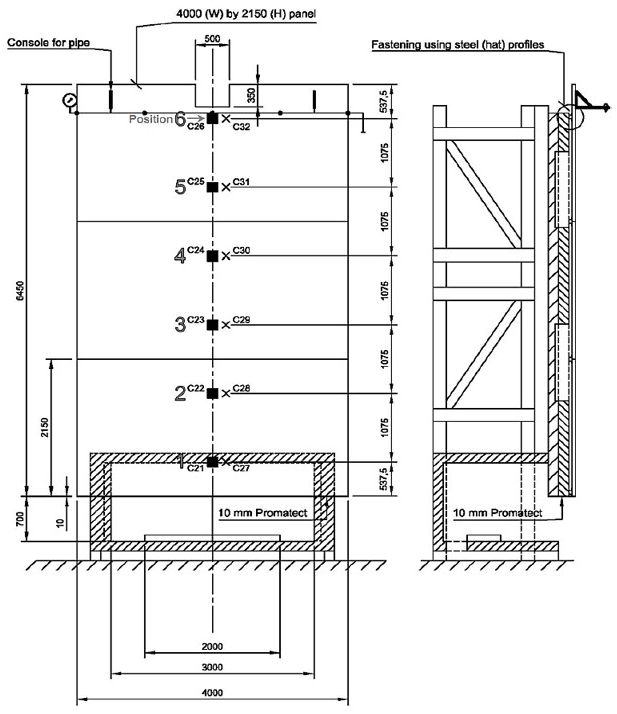 4000 (W) by 2150 (H) panel
Console for pipe
500
Fastening using steel (hat) profiles
350
537,5
Position 6
C26
C32
1075
5
C25
C31
1075
4
C24
C30
6450
1075
3
C23
C29
1075
2
C22
C28
2150
1075
1
C21
C27
537,5
700
10
10 mm Promatect
10 mm Promatect
2000
3000
4000